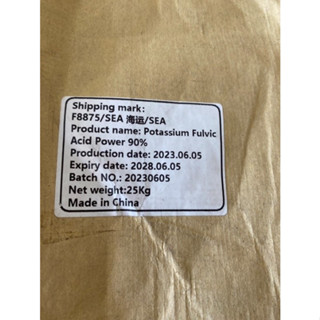 Shipping mark:
F8875/SEA 海运/SEA
Product name: Potassium Fulvic
Acid Power 90%
Production date: 2023.06.05
Expiry date: 2028.06.05
Batch NO.: 20230605
Net weight:25Kg
Made in China